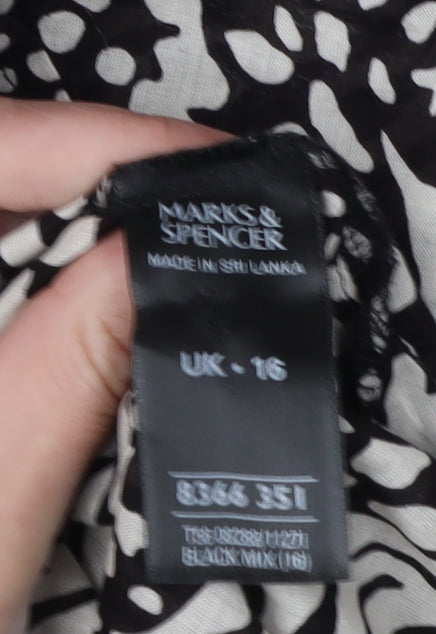 MARKS&
SPENCER
MADE IN SRI LANKA
UK - 16
8366 351
BLACK MIX (16)